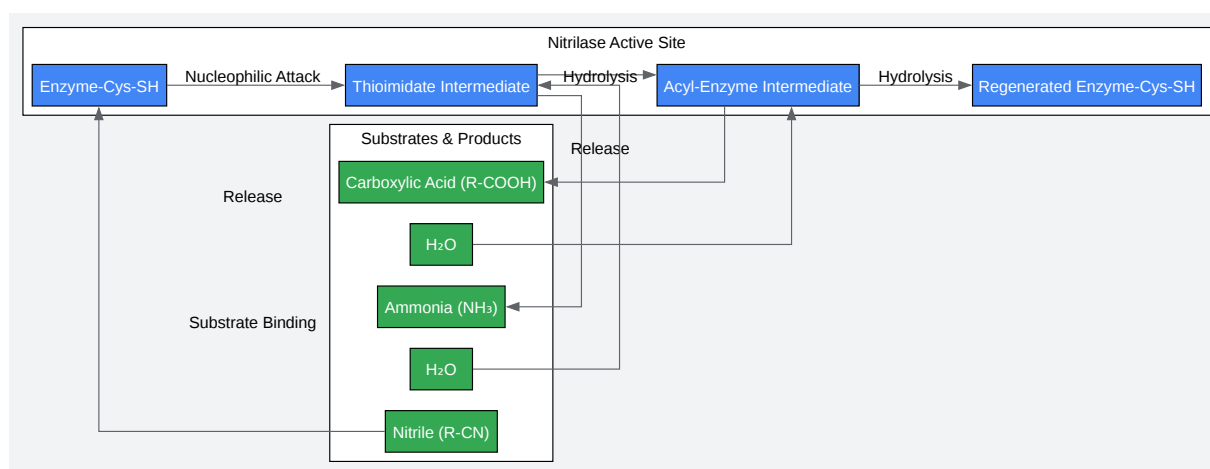 Nitrilase Active Site
Enzyme-Cys-SH
Nucleophilic Attack
Thioimidate Intermediate
Hydrolysis
Acyl-Enzyme Intermediate
Hydrolysis
Regenerated Enzyme-Cys-SH
Substrates & Products
Release
Carboxylic Acid (R-COOH)
Release
H₂O
Ammonia (NH₃)
Substrate Binding
H₂O
Nitrile (R-CN)